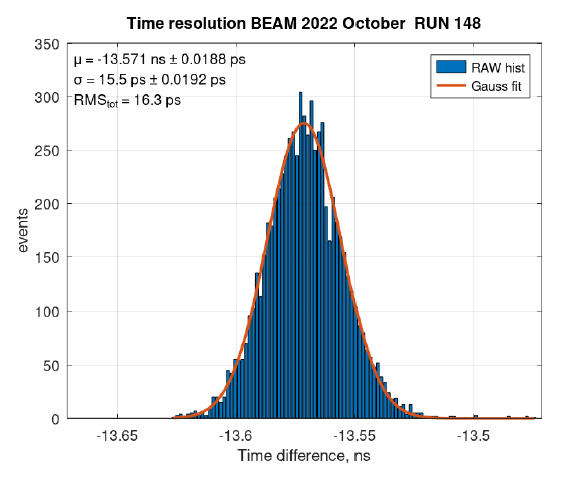 Time resolution BEAM 2022 October  RUN 148
μ = -13.571 ns ± 0.0188 ps
σ = 15.5 ps ± 0.0192 ps
RMStot = 16.3 ps
RAW hist
Gauss fit
350
300
250
200
150
100
50
0
events
-13.65
-13.6
-13.55
-13.5
Time difference, ns